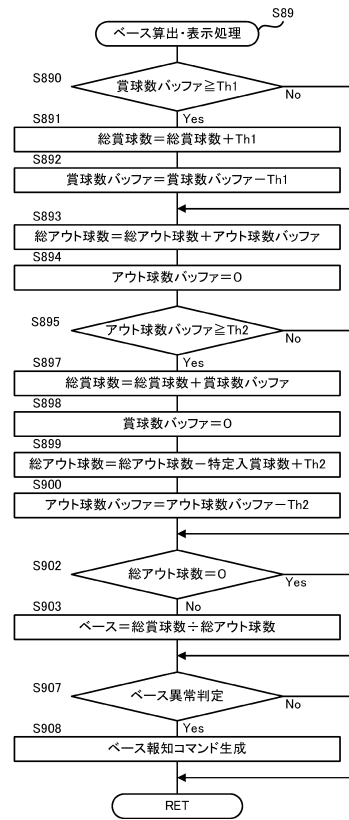 S89
ベース算出・表示処理
S890
賞球数バッファ≧Th1
No
Yes
S891
総賞球数=総賞球数+Th1
S892
賞球数バッファ=賞球数バッファ−Th1
S893
総アウト球数=総アウト球数+アウト球数バッファ
S894
アウト球数バッファ=0
S895
アウト球数バッファ≧Th2
No
Yes
S897
総賞球数=総賞球数+賞球数バッファ
S898
賞球数バッファ=0
S899
総アウト球数=総アウト球数−特定入賞球数+Th2
S900
アウト球数バッファ=アウト球数バッファ−Th2
S902
総アウト球数=0
Yes
No
S903
ベース=総賞球数÷総アウト球数
S907
ベース異常判定
No
Yes
S908
ベース報知コマンド生成
RET